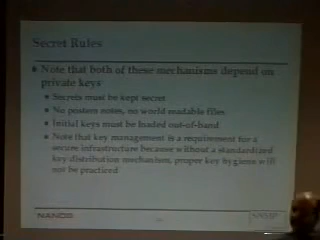 Secret Rules
Note that both of these mechanisms depend on
private keys
Secrets must be kept secret
No postem notes, no world readable files
Initial keys must be loaded out-of-band
Note that key management is a requirement for a
secure infrastructure because without a standardized
key distribution mechanism, proper key hygiene will
not be practiced
NANOG